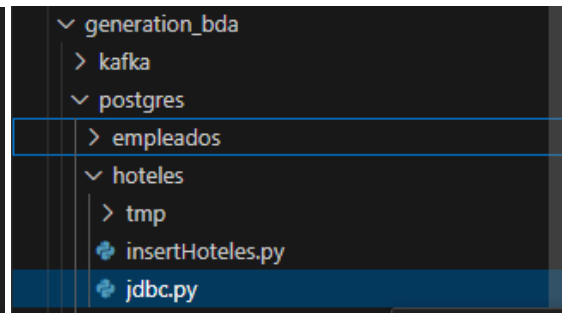 generation_bda
kafka
postgres
empleados
hoteles
tmp
insertHoteles.py
jdbc.py